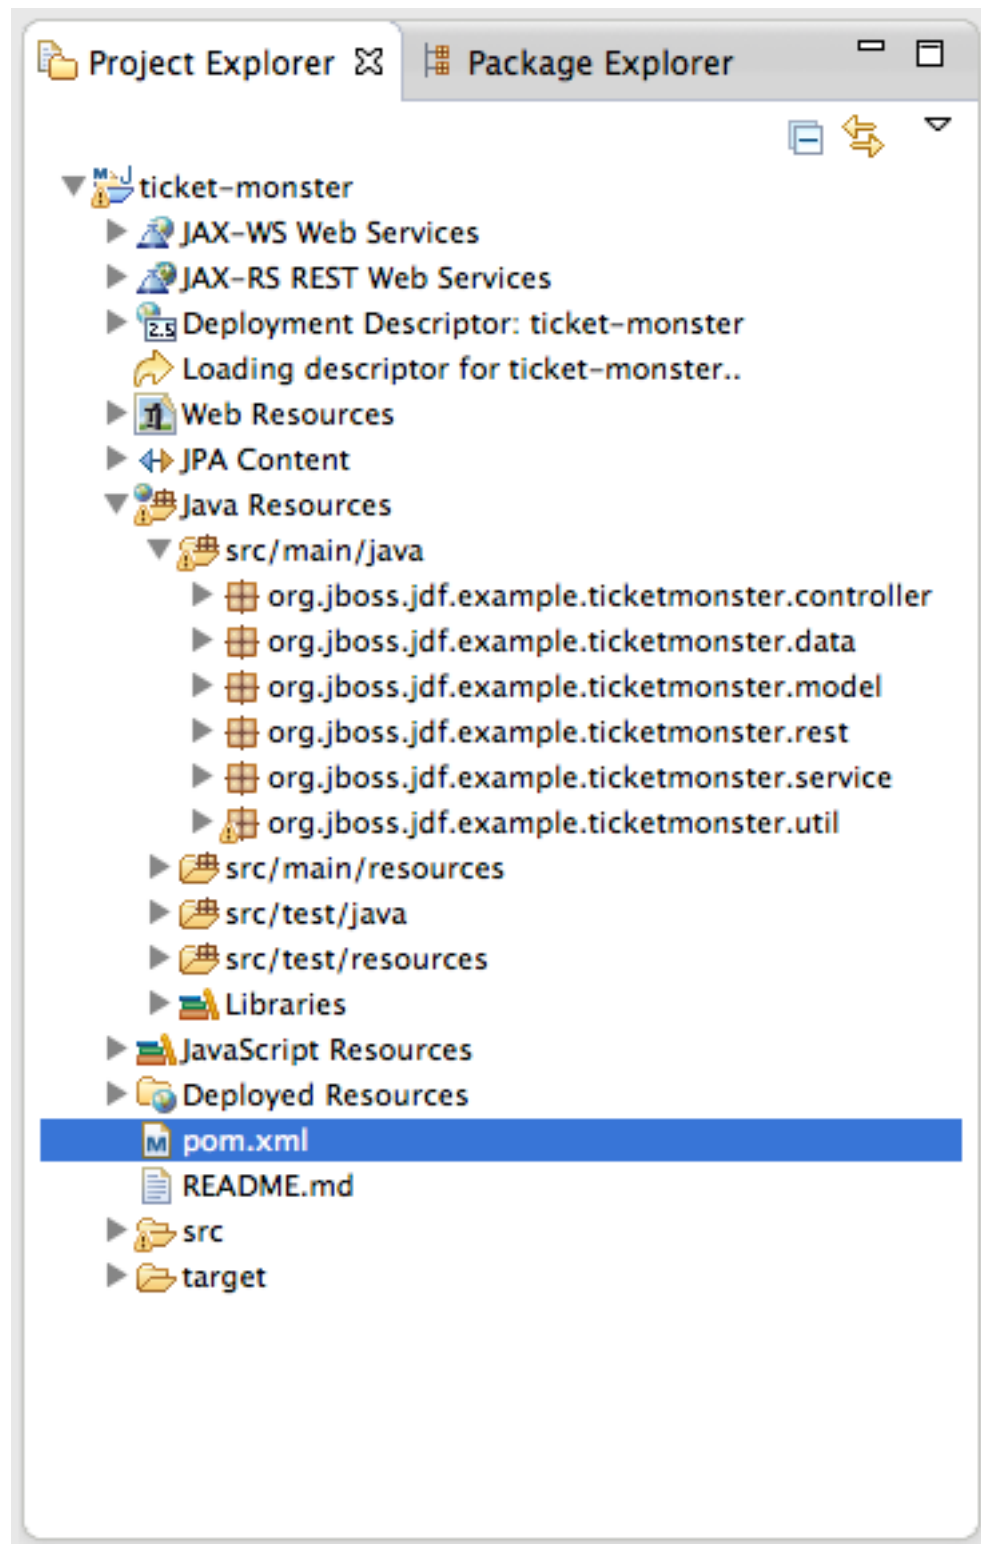 Project Explorer Package Explorer
ticket-monster
JAX-WS Web Services
JAX-RS REST Web Services
2.5 Deployment Descriptor: ticket-monster
Loading descriptor for ticket-monster..
Web Resources
JPA Content
Java Resources
src/main/java
org.jboss.jdf.example.ticketmonster.controller
org.jboss.jdf.example.ticketmonster.data
org.jboss.jdf.example.ticketmonster.model
org.jboss.jdf.example.ticketmonster.rest
org.jboss.jdf.example.ticketmonster.service
org.jboss.jdf.example.ticketmonster.util
src/main/resources
src/test/java
src/test/resources
Libraries
JavaScript Resources
Deployed Resources
M pom.xml
README.md
src
target